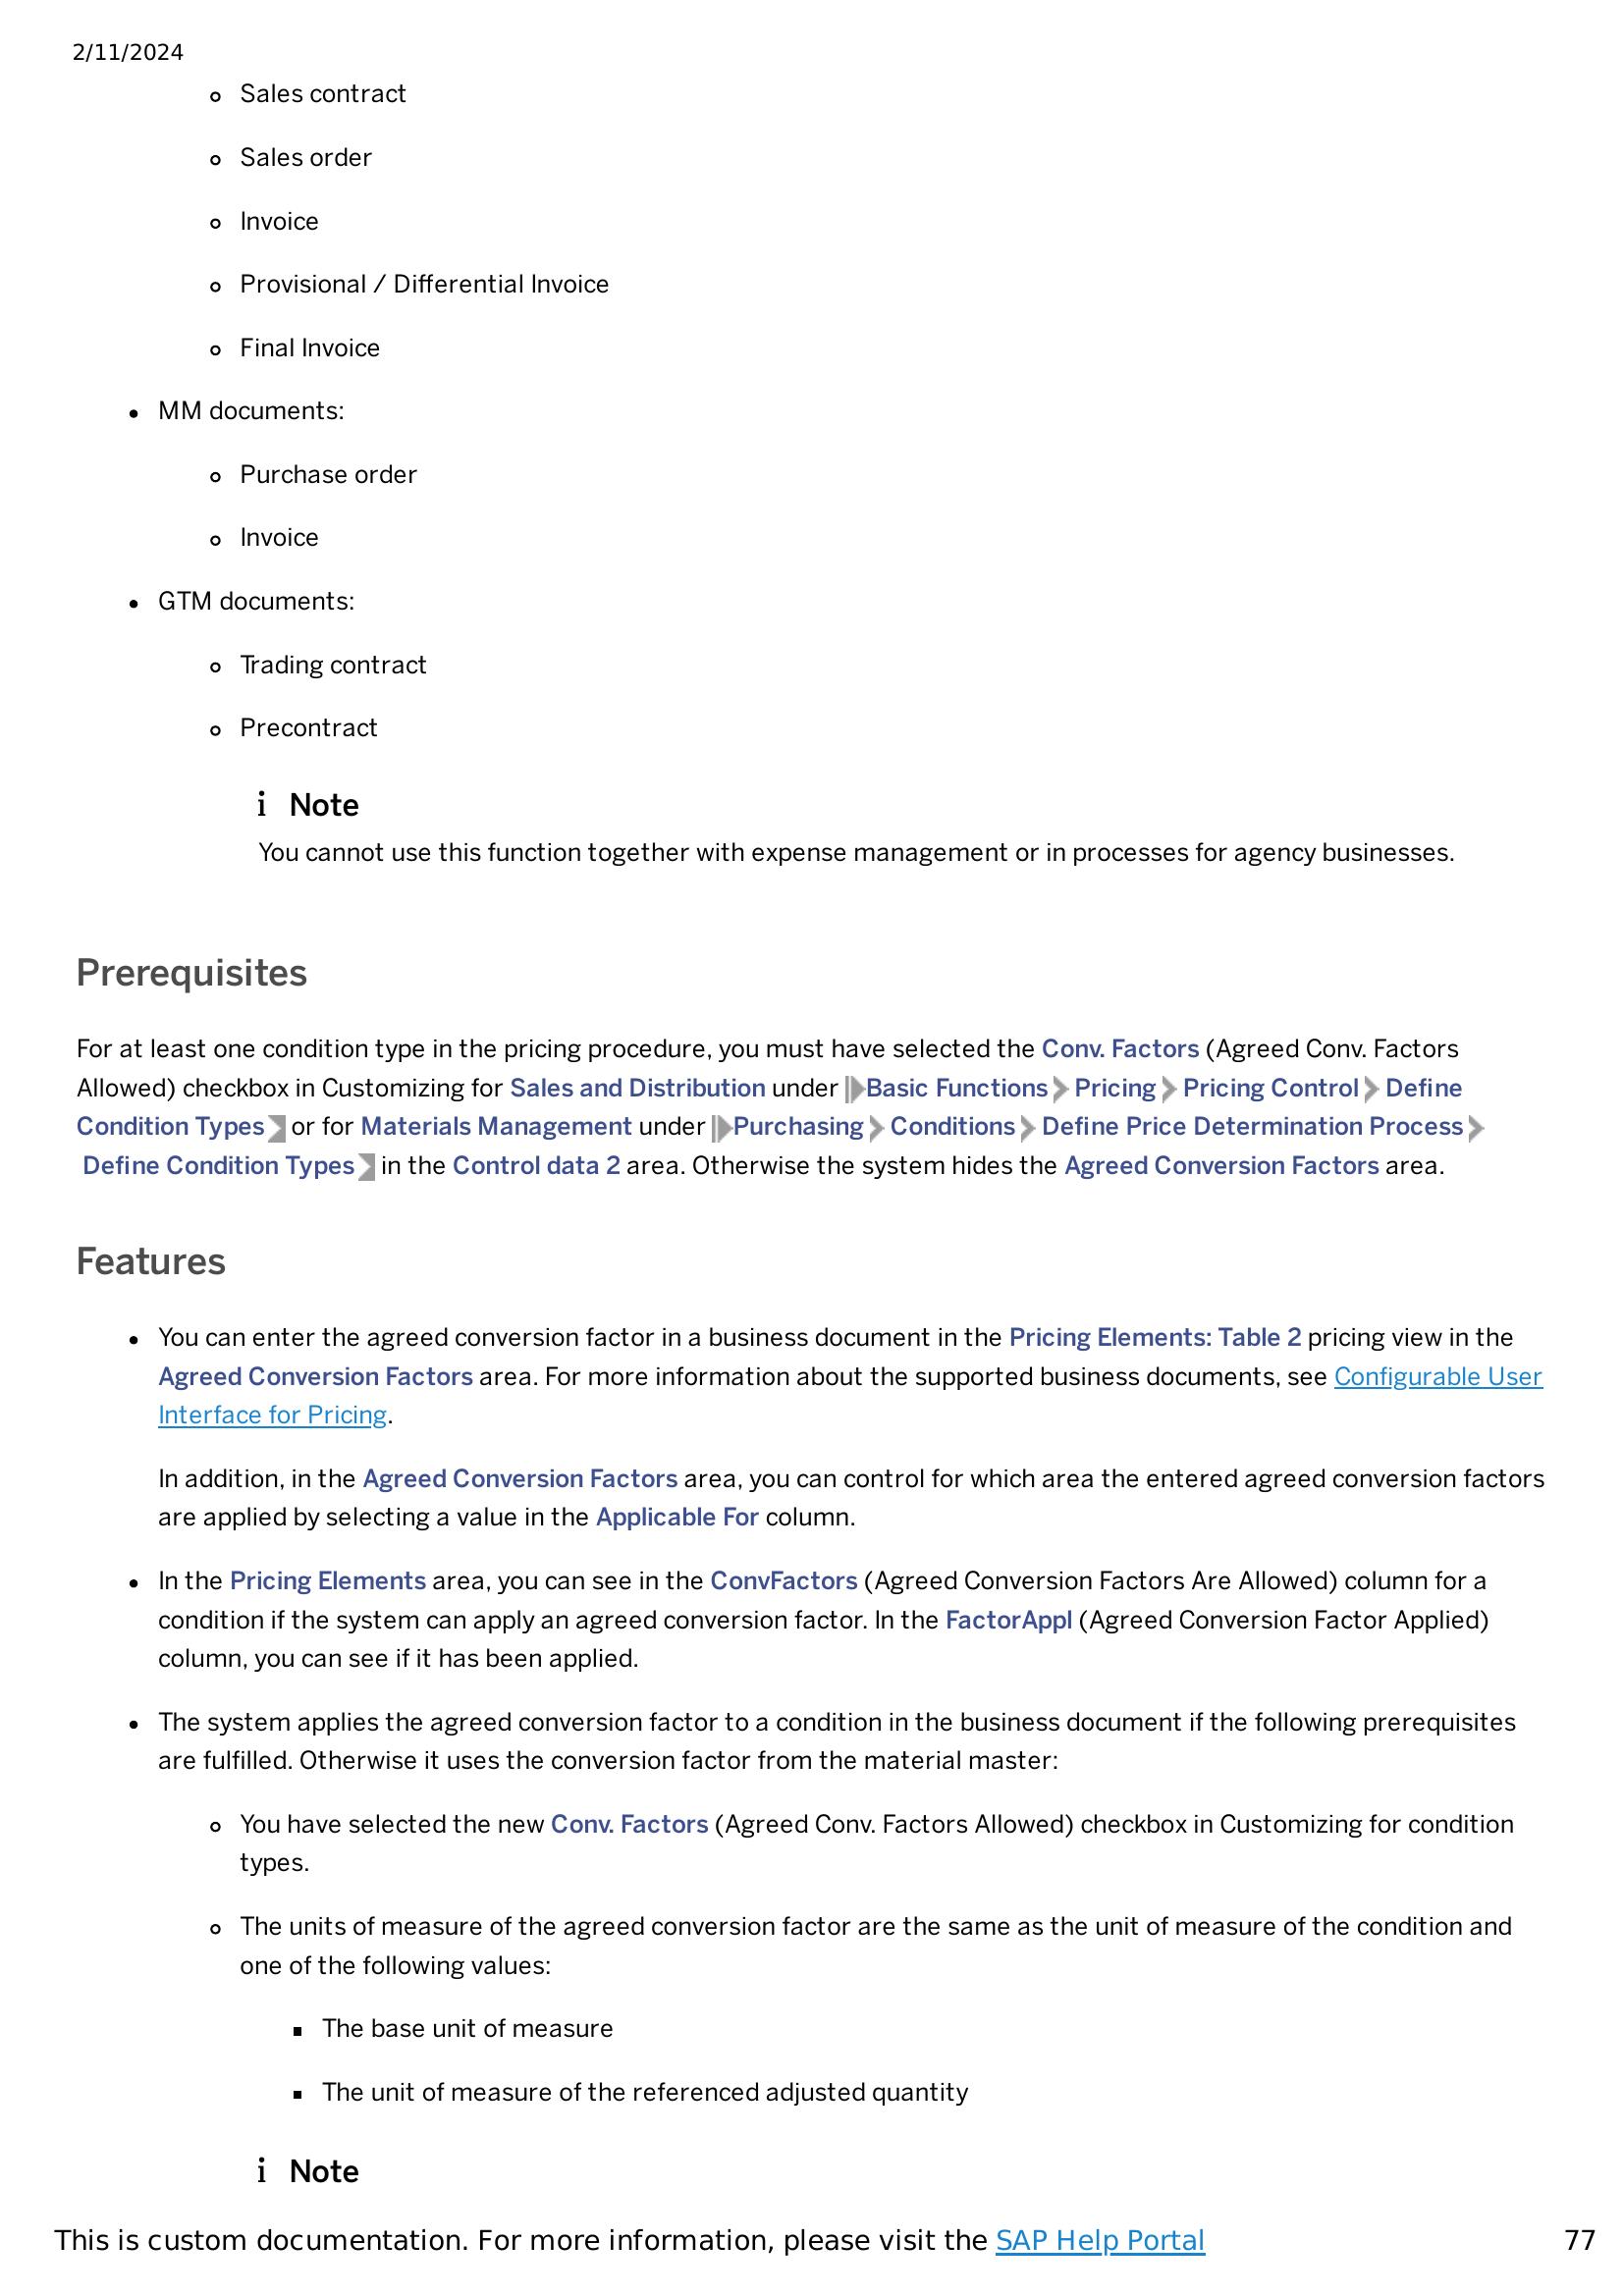 2/11/2024
Sales contract
Sales order
Invoice
Provisional / Differential Invoice
Final Invoice
MM documents:
Purchase order
Invoice
GTM documents:
Trading contract
Precontract
i Note
You cannot use this function together with expense management or in processes for agency businesses.
Prerequisites
For at least one condition type in the pricing procedure, you must have selected the Conv. Factors (Agreed Conv. Factors
Allowed) checkbox in Customizing for Sales and Distribution under Basic Functions Pricing Pricing Control Define
Condition Types or for Materials Management under Purchasing Conditions Define Price Determination Process
Define Condition Types in the Control data 2 area. Otherwise the system hides the Agreed Conversion Factors area.
Features
You can enter the agreed conversion factor in a business document in the Pricing Elements: Table 2 pricing view in the
Agreed Conversion Factors area. For more information about the supported business documents, see Configurable User
Interface for Pricing.
In addition, in the Agreed Conversion Factors area, you can control for which area the entered agreed conversion factors
are applied by selecting a value in the Applicable For column.
In the Pricing Elements area, you can see in the ConvFactors (Agreed Conversion Factors Are Allowed) column for a
condition if the system can apply an agreed conversion factor. In the FactorAppl (Agreed Conversion Factor Applied)
column, you can see if it has been applied.
The system applies the agreed conversion factor to a condition in the business document if the following prerequisites
are fulfilled. Otherwise it uses the conversion factor from the material master:
You have selected the new Conv. Factors (Agreed Conv. Factors Allowed) checkbox in Customizing for condition
types.
The units of measure of the agreed conversion factor are the same as the unit of measure of the condition and
one of the following values:
The base unit of measure
The unit of measure of the referenced adjusted quantity
i Note
This is custom documentation. For more information, please visit the SAP Help Portal 77